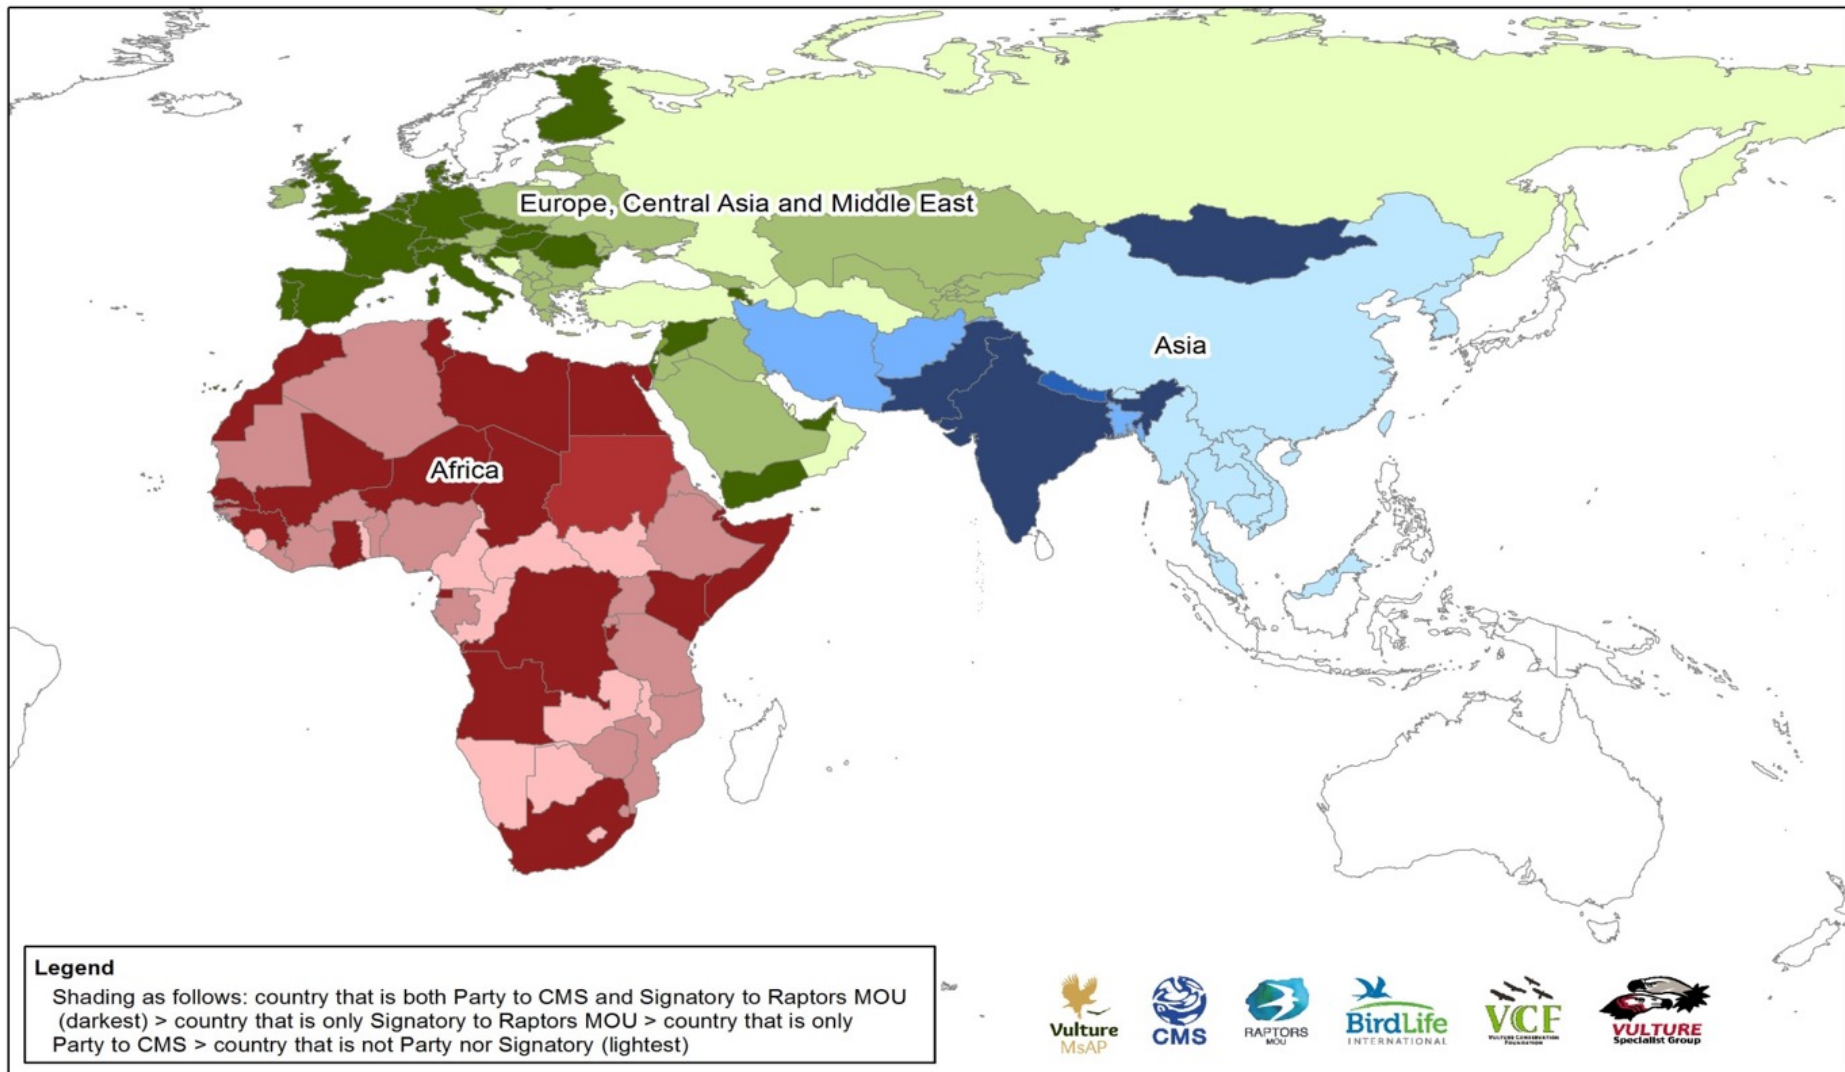 Europe, Central Asia and Middle East
Asia
Africa
Legend
Shading as follows: country that is both Party to CMS and Signatory to Raptors MOU
(darkest) > country that is only Signatory to Raptors MOU > country that is only
Party to CMS > country that is not Party nor Signatory (lightest)
Vulture
MsAP
CMS
RAPTORS
MOU
BirdLife
INTERNATIONAL
VCF
VULTURE CONSERVATION
FOUNDATION
VULTURE
Specialist Group